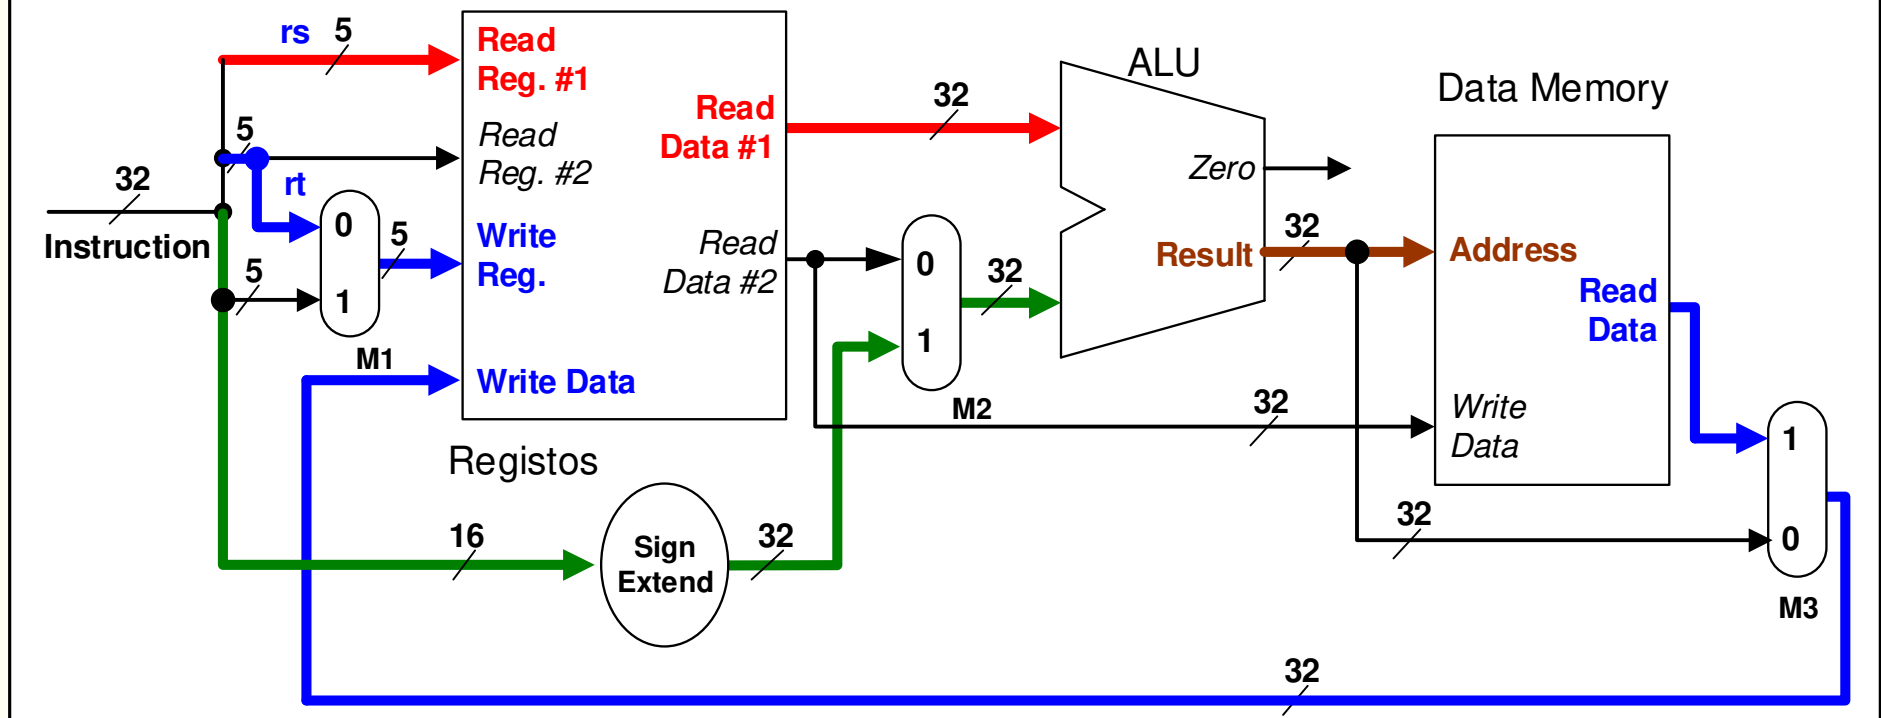 rs
5
Read
Reg. #1
5
Read
Reg. #2
rt
32
Instruction
0
1
5
5
M1
Write
Reg.
Write Data
Read
Data #1
Read
Data #2
Registos
16
Sign
Extend
32
0
1
M2
32
32
ALU
Zero
Result
32
32
Data Memory
Address
Read
Data
Write
Data
32
1
0
M3
32